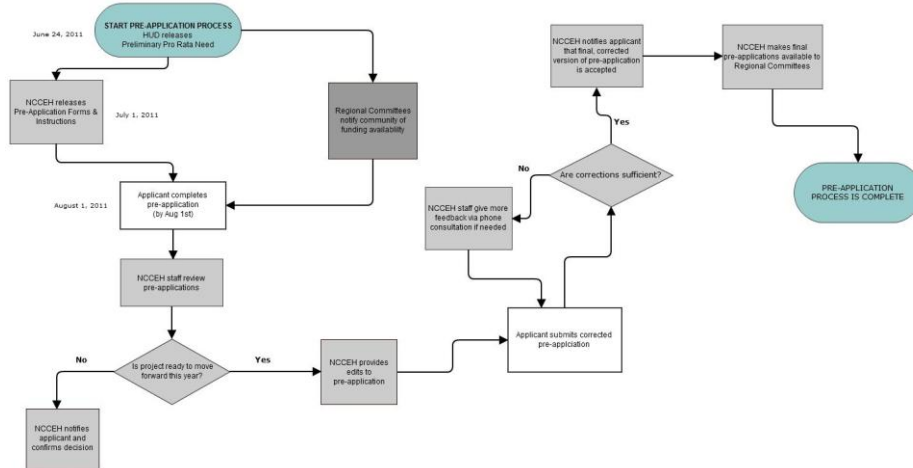 START PRE-APPLICATION PROCESS
HUD releases
Preliminary Pro Rata Need
June 24, 2011
NCCEH releases
Pre-Application Forms &
Instructions
July 1, 2011
Regional Committees
notify community of
funding availability
Applicant completes
pre-application
(by Aug 1st)
August 1, 2011
NCCEH staff review
pre-applications
Is project ready to move
forward this year?
No
Yes
NCCEH notifies
applicant and
confirms decision
NCCEH provides
edits to
pre-application
Applicant submits corrected
pre-applciation
Are corrections sufficient?
No
Yes
NCCEH staff give more
feedback via phone
consultation if needed
NCCEH notifies applicant
that final, corrected
version of pre-application
is accepted
NCCEH makes final
pre-applications available to
Regional Committees
PRE-APPLICATION
PROCESS IS COMPLETE